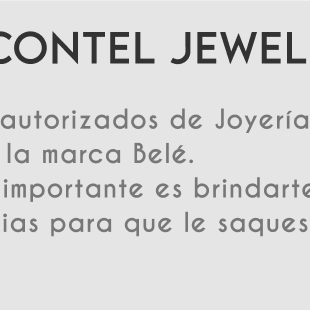 CONTEL JEWEL
autorizados de Joyería
la marca Belé.
importante es brindarte
ias para que le saques